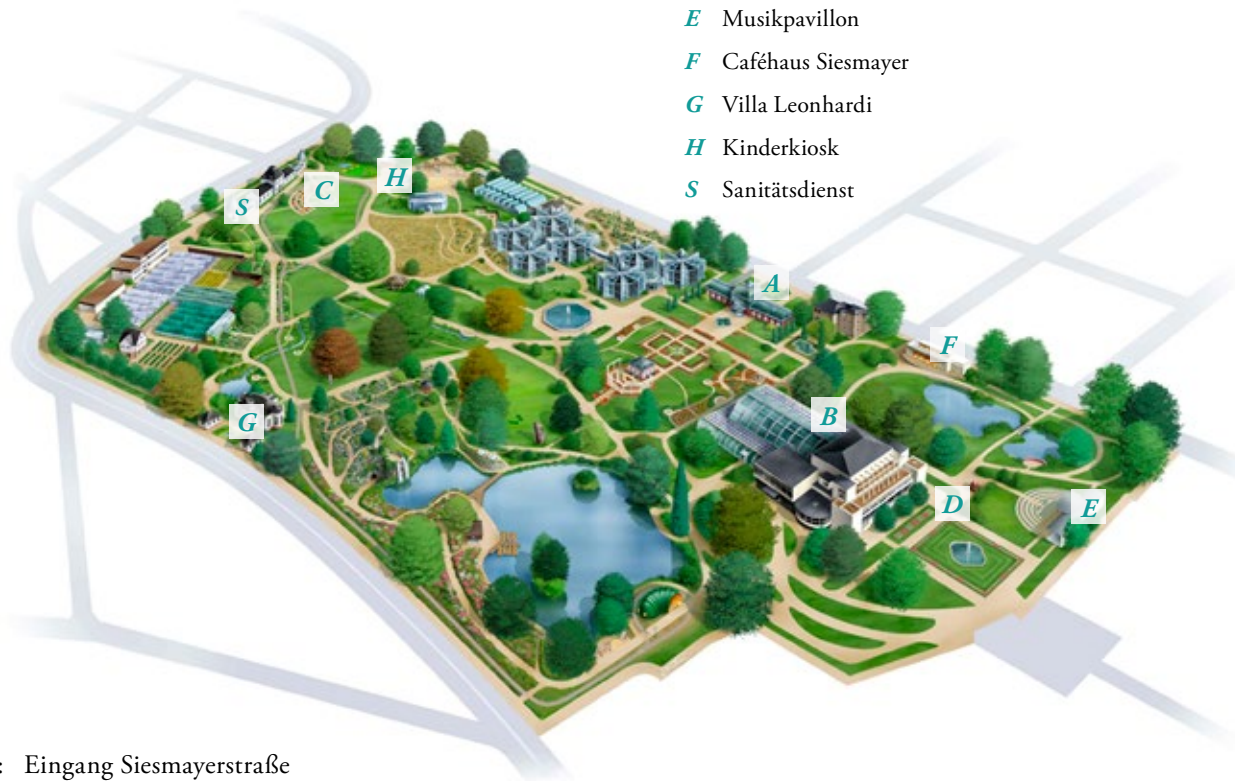 E Musikpavillon
F Caféhaus Siesmayer
G Villa Leonhardi
H Kinderkiosk
S Sanitätsdienst
H
C
S
A
F
G
B
D
E
: Eingang Siesmayerstraße